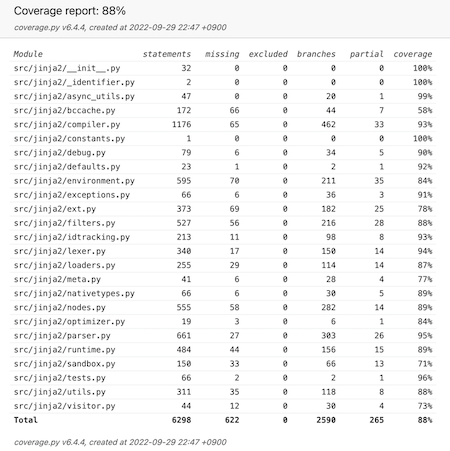 Coverage report: 88%
coverage.py v6.4.4, created at 2022-09-29 22:47 +0900
Module statements missing excluded branches partial coverage
src/jinja2/__init__.py 32 0 0 0 0 100%
src/jinja2/_identifier.py 2 0 0 0 0 100%
src/jinja2/async_utils.py 47 0 0 20 1 99%
src/jinja2/bccache.py 172 66 0 44 7 58%
src/jinja2/compiler.py 1176 65 0 462 33 93%
src/jinja2/constants.py 1 0 0 0 0 100%
src/jinja2/debug.py 79 6 0 34 5 90%
src/jinja2/defaults.py 23 1 0 2 1 92%
src/jinja2/environment.py 595 70 0 211 35 84%
src/jinja2/exceptions.py 66 6 0 36 3 91%
src/jinja2/ext.py 373 69 0 182 25 78%
src/jinja2/filters.py 527 56 0 216 28 88%
src/jinja2/idtracking.py 213 11 0 98 8 93%
src/jinja2/lexer.py 340 17 0 150 14 94%
src/jinja2/loaders.py 255 29 0 114 14 87%
src/jinja2/meta.py 41 6 0 28 4 77%
src/jinja2/nativetypes.py 66 6 0 30 5 89%
src/jinja2/nodes.py 555 58 0 282 14 89%
src/jinja2/optimizer.py 19 3 0 6 1 84%
src/jinja2/parser.py 661 27 0 303 26 95%
src/jinja2/runtime.py 484 44 0 156 15 89%
src/jinja2/sandbox.py 150 33 0 66 13 71%
src/jinja2/tests.py 66 2 0 2 1 96%
src/jinja2/utils.py 311 35 0 118 8 88%
src/jinja2/visitor.py 44 12 0 30 4 73%
Total 6298 622 0 2590 265 88%
coverage.py v6.4.4, created at 2022-09-29 22:47 +0900